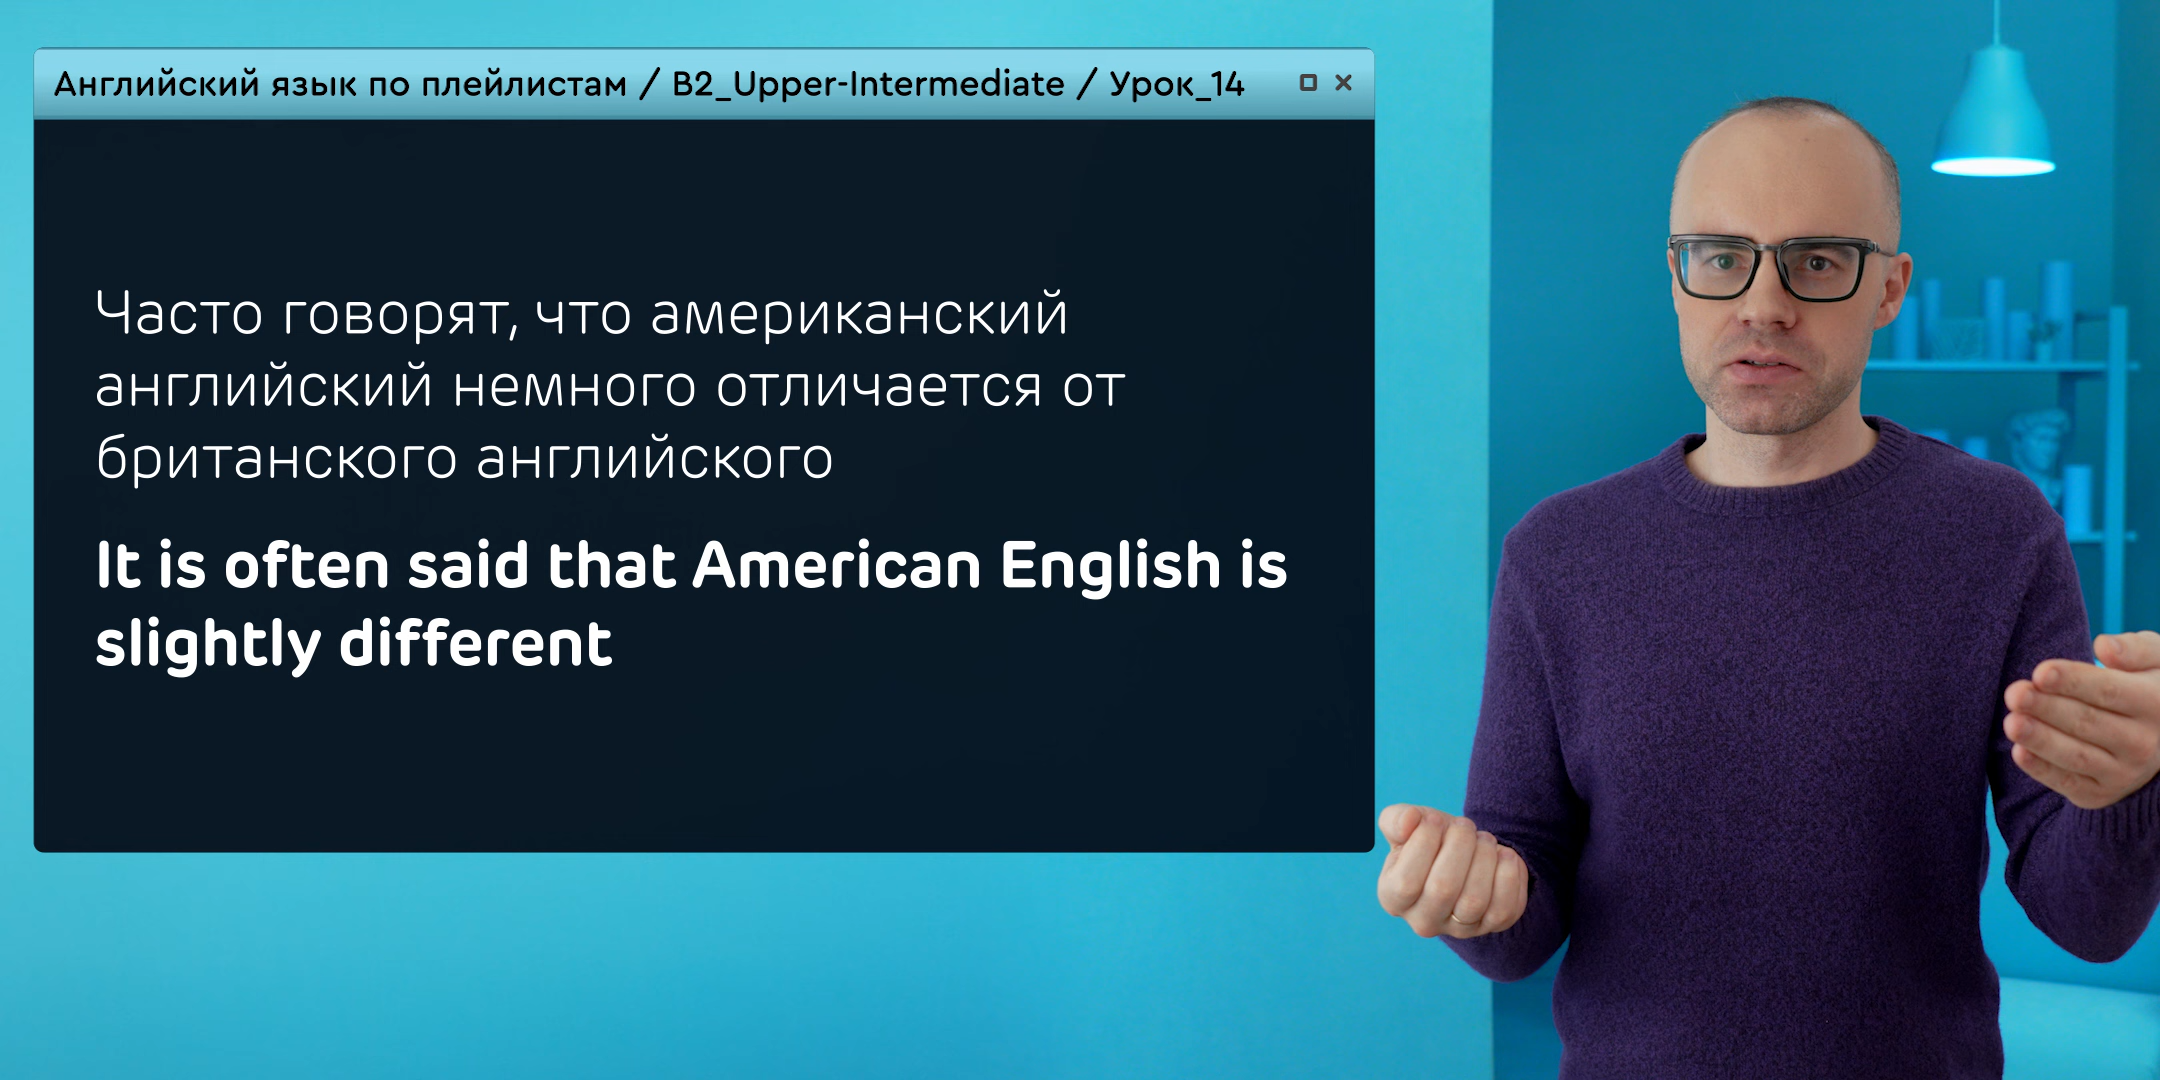 Английский язык по плейлистам / B2_Upper-Intermediate / Урок_14
Часто говорят, что американский
английский немного отличается от
британского английского
It is often said that American English is
slightly different